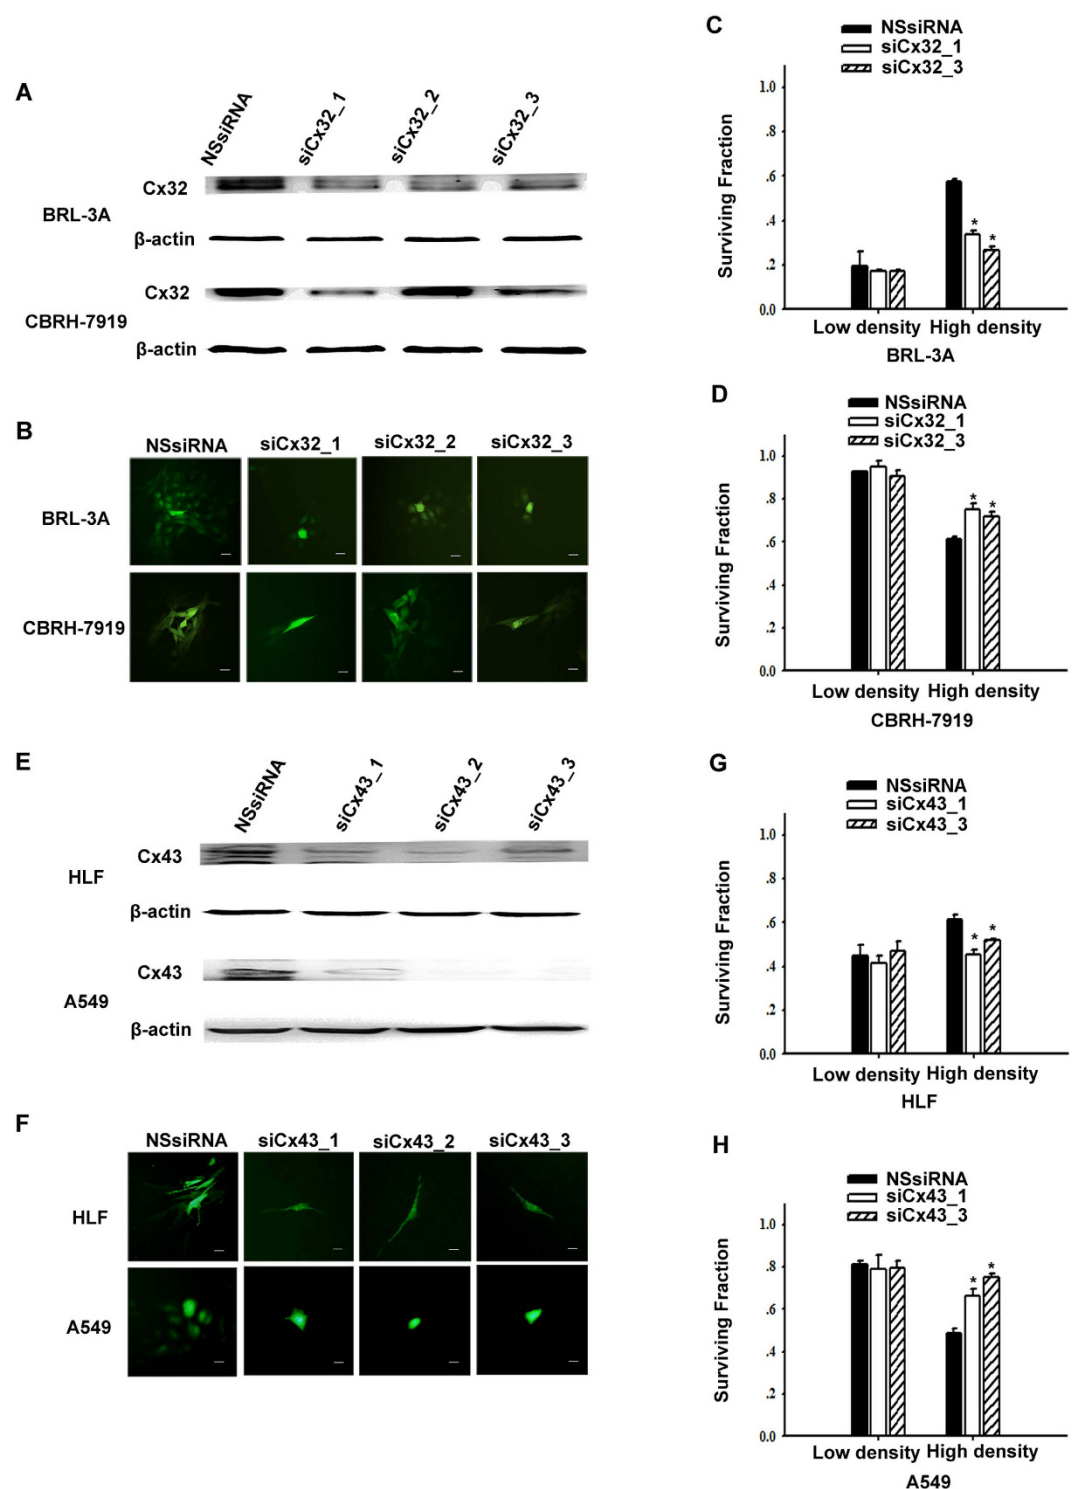 A
NSsiRNA
siCx32_1
siCx32_2
siCx32_3
Cx32
BRL-3A
β-actin
Cx32
CBRH-7919
β-actin
B
NSsiRNA siCx32_1 siCx32_2 siCx32_3
BRL-3A
CBRH-7919
C
NSsiRNA
siCx32_1
siCx32_3
Surviving Fraction
1.0
.8
.6
.4
.2
0.0
*
*
Low density High density
BRL-3A
D
NSsiRNA
siCx32_1
siCx32_3
Surviving Fraction
1.0
.8
.6
.4
.2
0.0
*
*
Low density High density
CBRH-7919
E
NSsiRNA
siCx43_1
siCx43_2
siCx43_3
Cx43
HLF
β-actin
Cx43
A549
β-actin
F
NSsiRNA siCx43_1 siCx43_2 siCx43_3
HLF
A549
G
NSsiRNA
siCx43_1
siCx43_3
Surviving Fraction
1.0
.8
.6
.4
.2
0.0
*
*
Low density High density
HLF
H
NSsiRNA
siCx43_1
siCx43_3
Surviving Fraction
1.0
.8
.6
.4
.2
0.0
*
*
Low density High density
A549